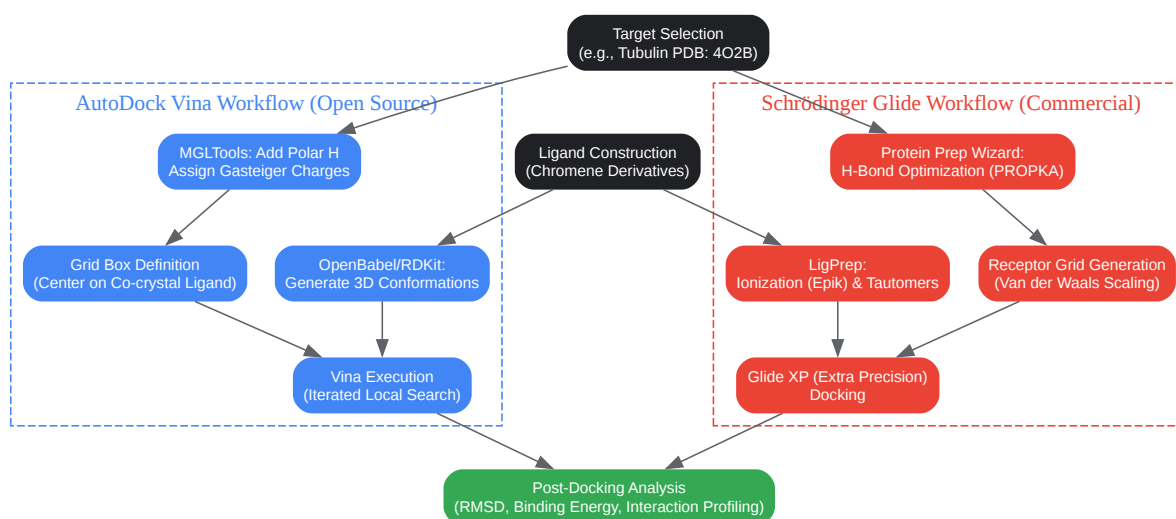 Target Selection
(e.g., Tubulin PDB: 4O2B)
AutoDock Vina Workflow (Open Source)
Schrödinger Glide Workflow (Commercial)
MGLTools: Add Polar H
Assign Gasteiger Charges
Ligand Construction
(Chromene Derivatives)
Protein Prep Wizard:
H-Bond Optimization (PROPKA)
Grid Box Definition
(Center on Co-crystal Ligand)
OpenBabel/RDKit:
Generate 3D Conformations
LigPrep:
Ionization (Epik) & Tautomers
Receptor Grid Generation
(Van der Waals Scaling)
Vina Execution
(Iterated Local Search)
Glide XP (Extra Precision)
Docking
Post-Docking Analysis
(RMSD, Binding Energy, Interaction Profiling)